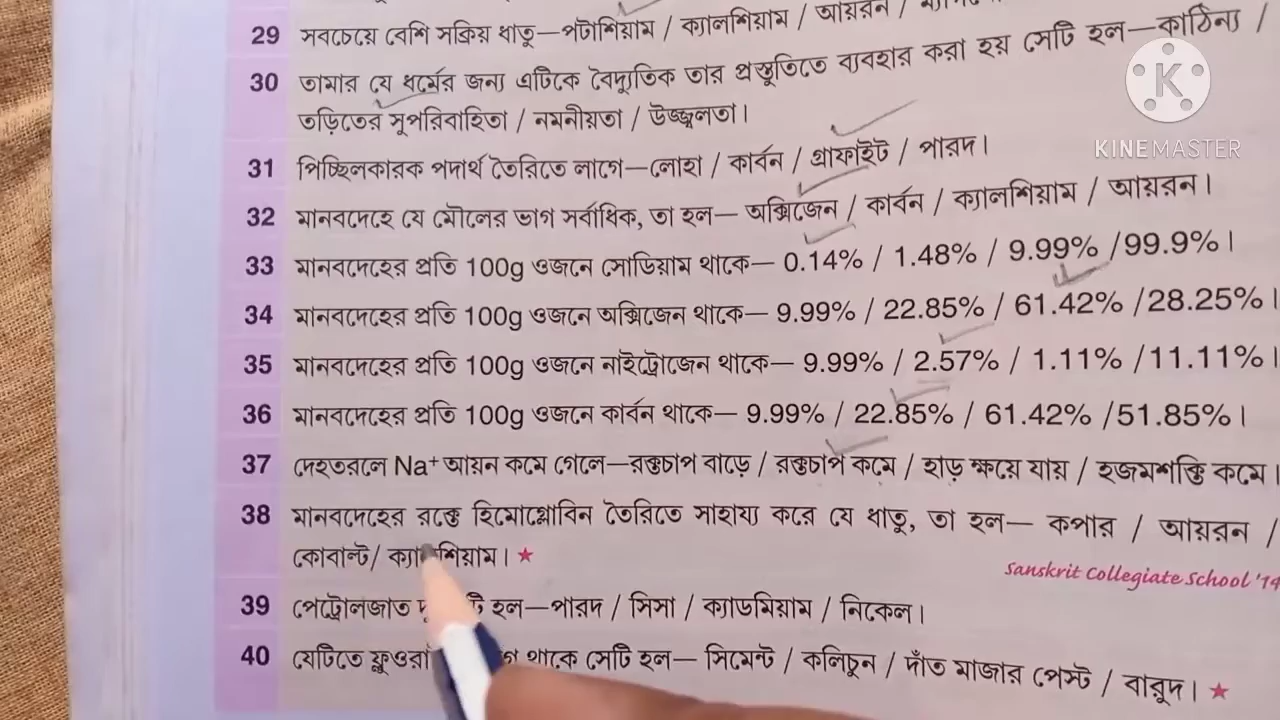 29 সবচেয়ে বেশি সক্রিয় ধাতু—পটাশিয়াম / ক্যালশিয়াম / আয়রন /
30 তামার যে ধর্মের জন্য এটিকে বৈদ্যুতিক তার প্রস্তুতিতে ব্যবহার করা হয় সেটি হল—কাঠিন্য /
তড়িতের সুপরিবাহিতা / নমনীয়তা / উজ্জ্বলতা।
31 পিচ্ছিলকারক পদার্থ তৈরিতে লাগে—লোহা / কার্বন / গ্রাফাইট / পারদ।
32 মানবদেহে যে মৌলের ভাগ সর্বাধিক, তা হল— অক্সিজেন / কার্বন / ক্যালশিয়াম / আয়রন।
33 মানবদেহের প্রতি 100g ওজনে সোডিয়াম থাকে— 0.14% / 1.48% / 9.99% /99.9%।
34 মানবদেহের প্রতি 100g ওজনে অক্সিজেন থাকে— 9.99% / 22.85% / 61.42% /28.25%।
35 মানবদেহের প্রতি 100g ওজনে নাইট্রোজেন থাকে— 9.99% / 2.57% / 1.11% /11.11%।
36 মানবদেহের প্রতি 100g ওজনে কার্বন থাকে— 9.99% / 22.85% / 61.42% /51.85%।
37 দেহতরলে Na⁺ আয়ন কমে গেলে—রক্তচাপ বাড়ে / রক্তচাপ কমে / হাড় ক্ষয়ে যায় / হজমশক্তি কমে।
38 মানবদেহের রক্তে হিমোগ্লোবিন তৈরিতে সাহায্য করে যে ধাতু, তা হল— কপার / আয়রন /
কোবাল্ট/ ক্যালশিয়াম। ★
Sanskrit Collegiate School '14
39 পেট্রোলজাত হল—পারদ / সিসা / ক্যাডমিয়াম / নিকেল।
40 যেটিতে থাকে সেটি হল— সিমেন্ট / কলিচুন / দাঁত মাজার পেস্ট / বারুদ। ★
K
KINEMASTER